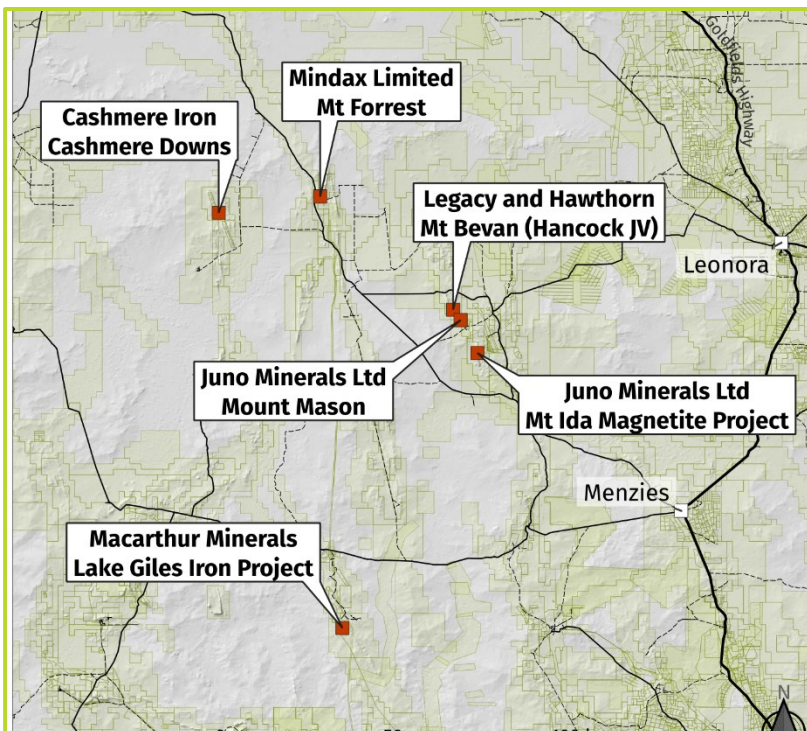 Goldfields Highway
Mindax Limited
Mt Forrest
Cashmere Iron
Cashmere Downs
Legacy and Hawthorn
Mt Bevan (Hancock JV)
Leonora
Juno Minerals Ltd
Mount Mason
Juno Minerals Ltd
Mt Ida Magnetite Project
Menzies
Macarthur Minerals
Lake Giles Iron Project
N